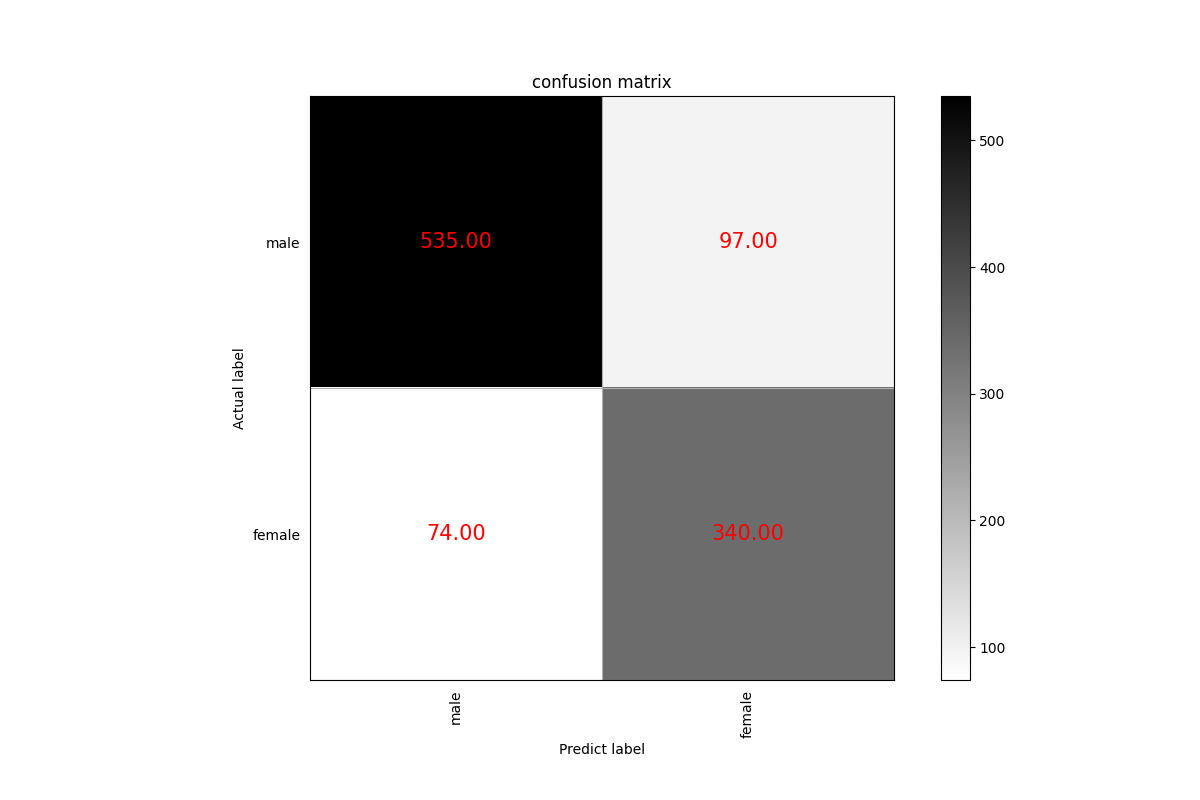 confusion matrix
500
male
535.00
97.00
400
Actual label
300
female
74.00
340.00
200
100
male
female
Predict label